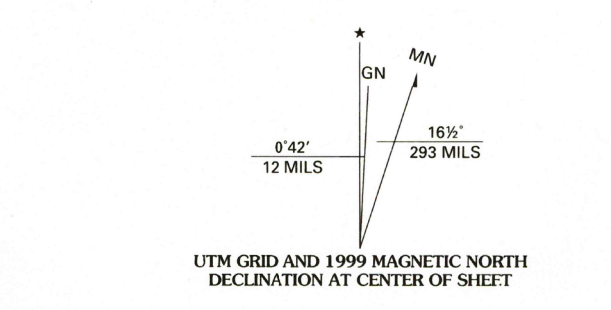 ★
MN
GN
0°42′
12 MILS
16½°
293 MILS
UTM GRID AND 1999 MAGNETIC NORTH
DECLINATION AT CENTER OF SHEET